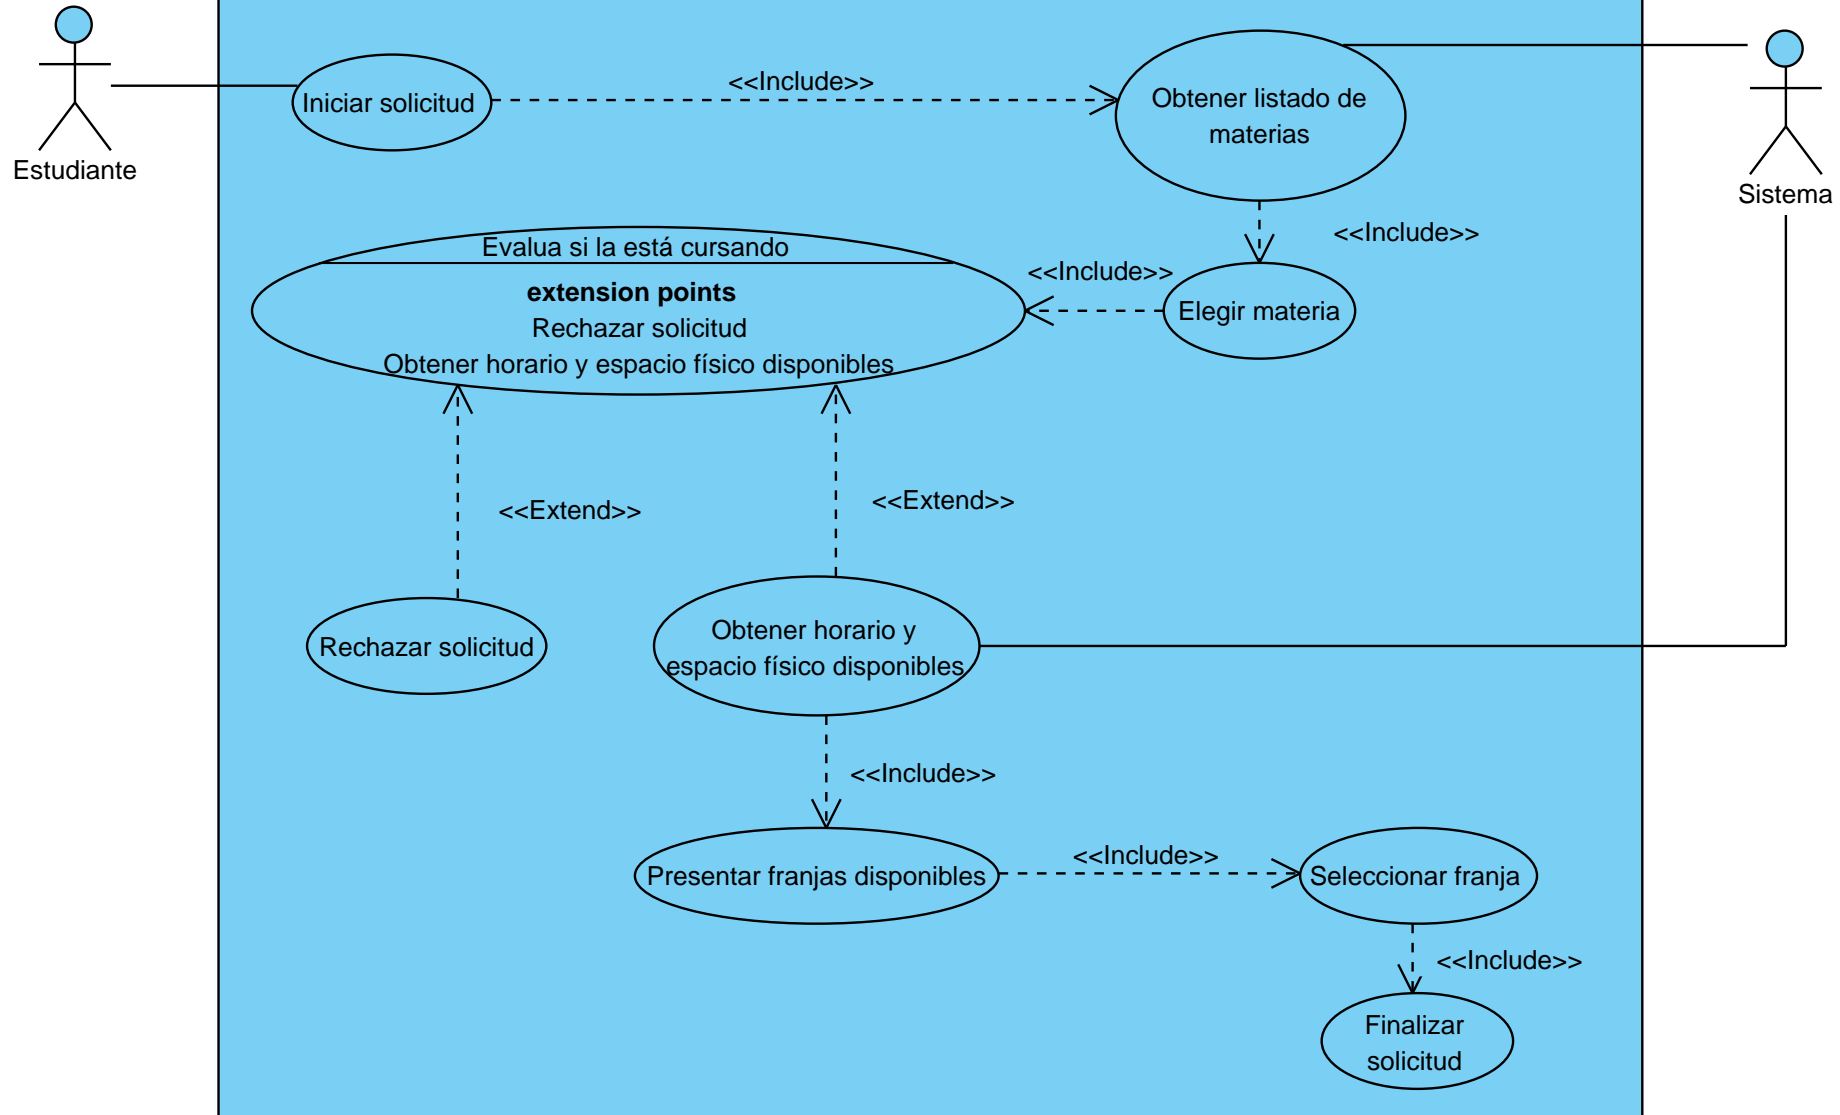 <<Include>>
Iniciar solicitud
Obtener listado de
materias
Estudiante
Sistema
<<Include>>
Evalua si la está cursando
extension points
Rechazar solicitud
Obtener horario y espacio físico disponibles
<<Include>>
Elegir materia
<<Extend>>
<<Extend>>
Rechazar solicitud
Obtener horario y
espacio físico disponibles
<<Include>>
Presentar franjas disponibles
<<Include>>
Seleccionar franja
<<Include>>
Finalizar
solicitud